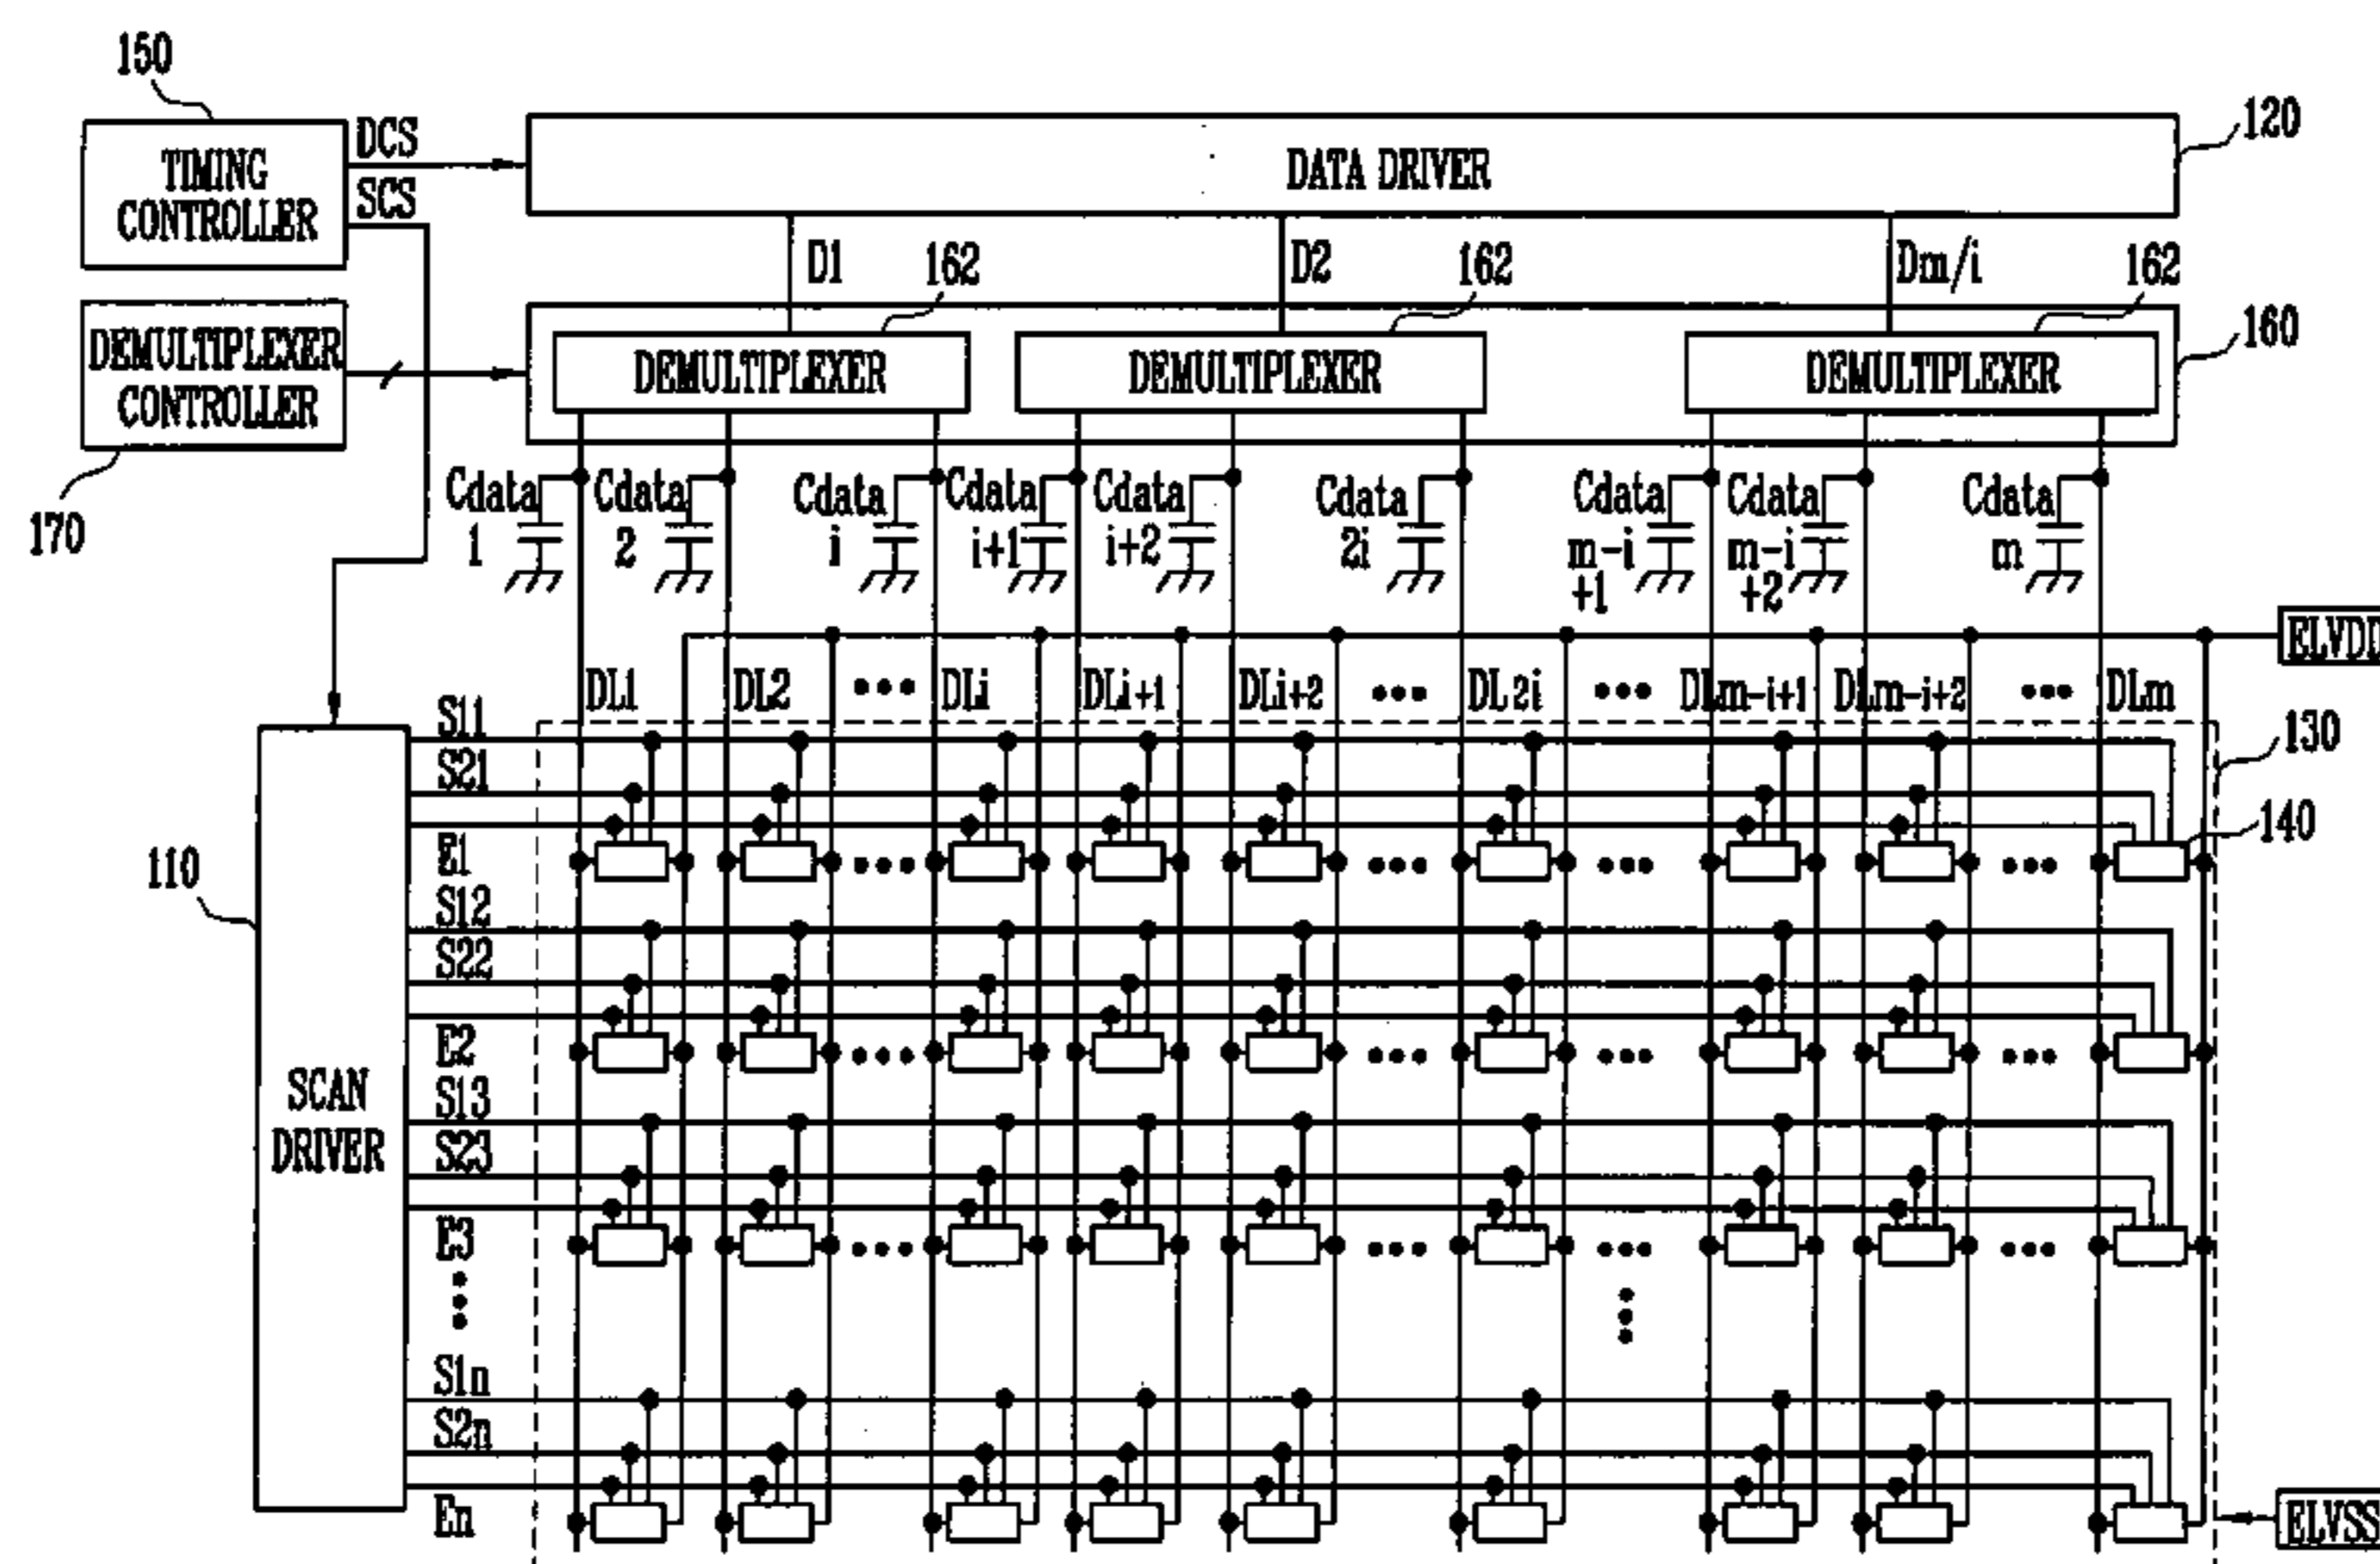 150
DCS
SCS
TIMING
CONTROLLER
DATA DRIVER
120
D1
162
D2
162
Dm/i
162
160
DEMULTIPLEXER
CONTROLLER
DEMULTIPLEXER
DEMULTIPLEXER
DEMULTIPLEXER
170
Cdata
1
Cdata
2
Cdata
i
Cdata
i+1
Cdata
i+2
Cdata
2i
Cdata
m-i
+1
Cdata
m-i
+2
Cdata
m
ELVDD
DL1
DL2
•••
DLi
DLi+1
DLi+2
•••
DL2i
•••
DLm-i+1
DLm-i+2
•••
DLm
130
140
110
SCAN
DRIVER
S11
S21
E1
S12
S22
E2
S13
S23
E3
S1n
S2n
En
ELVSS